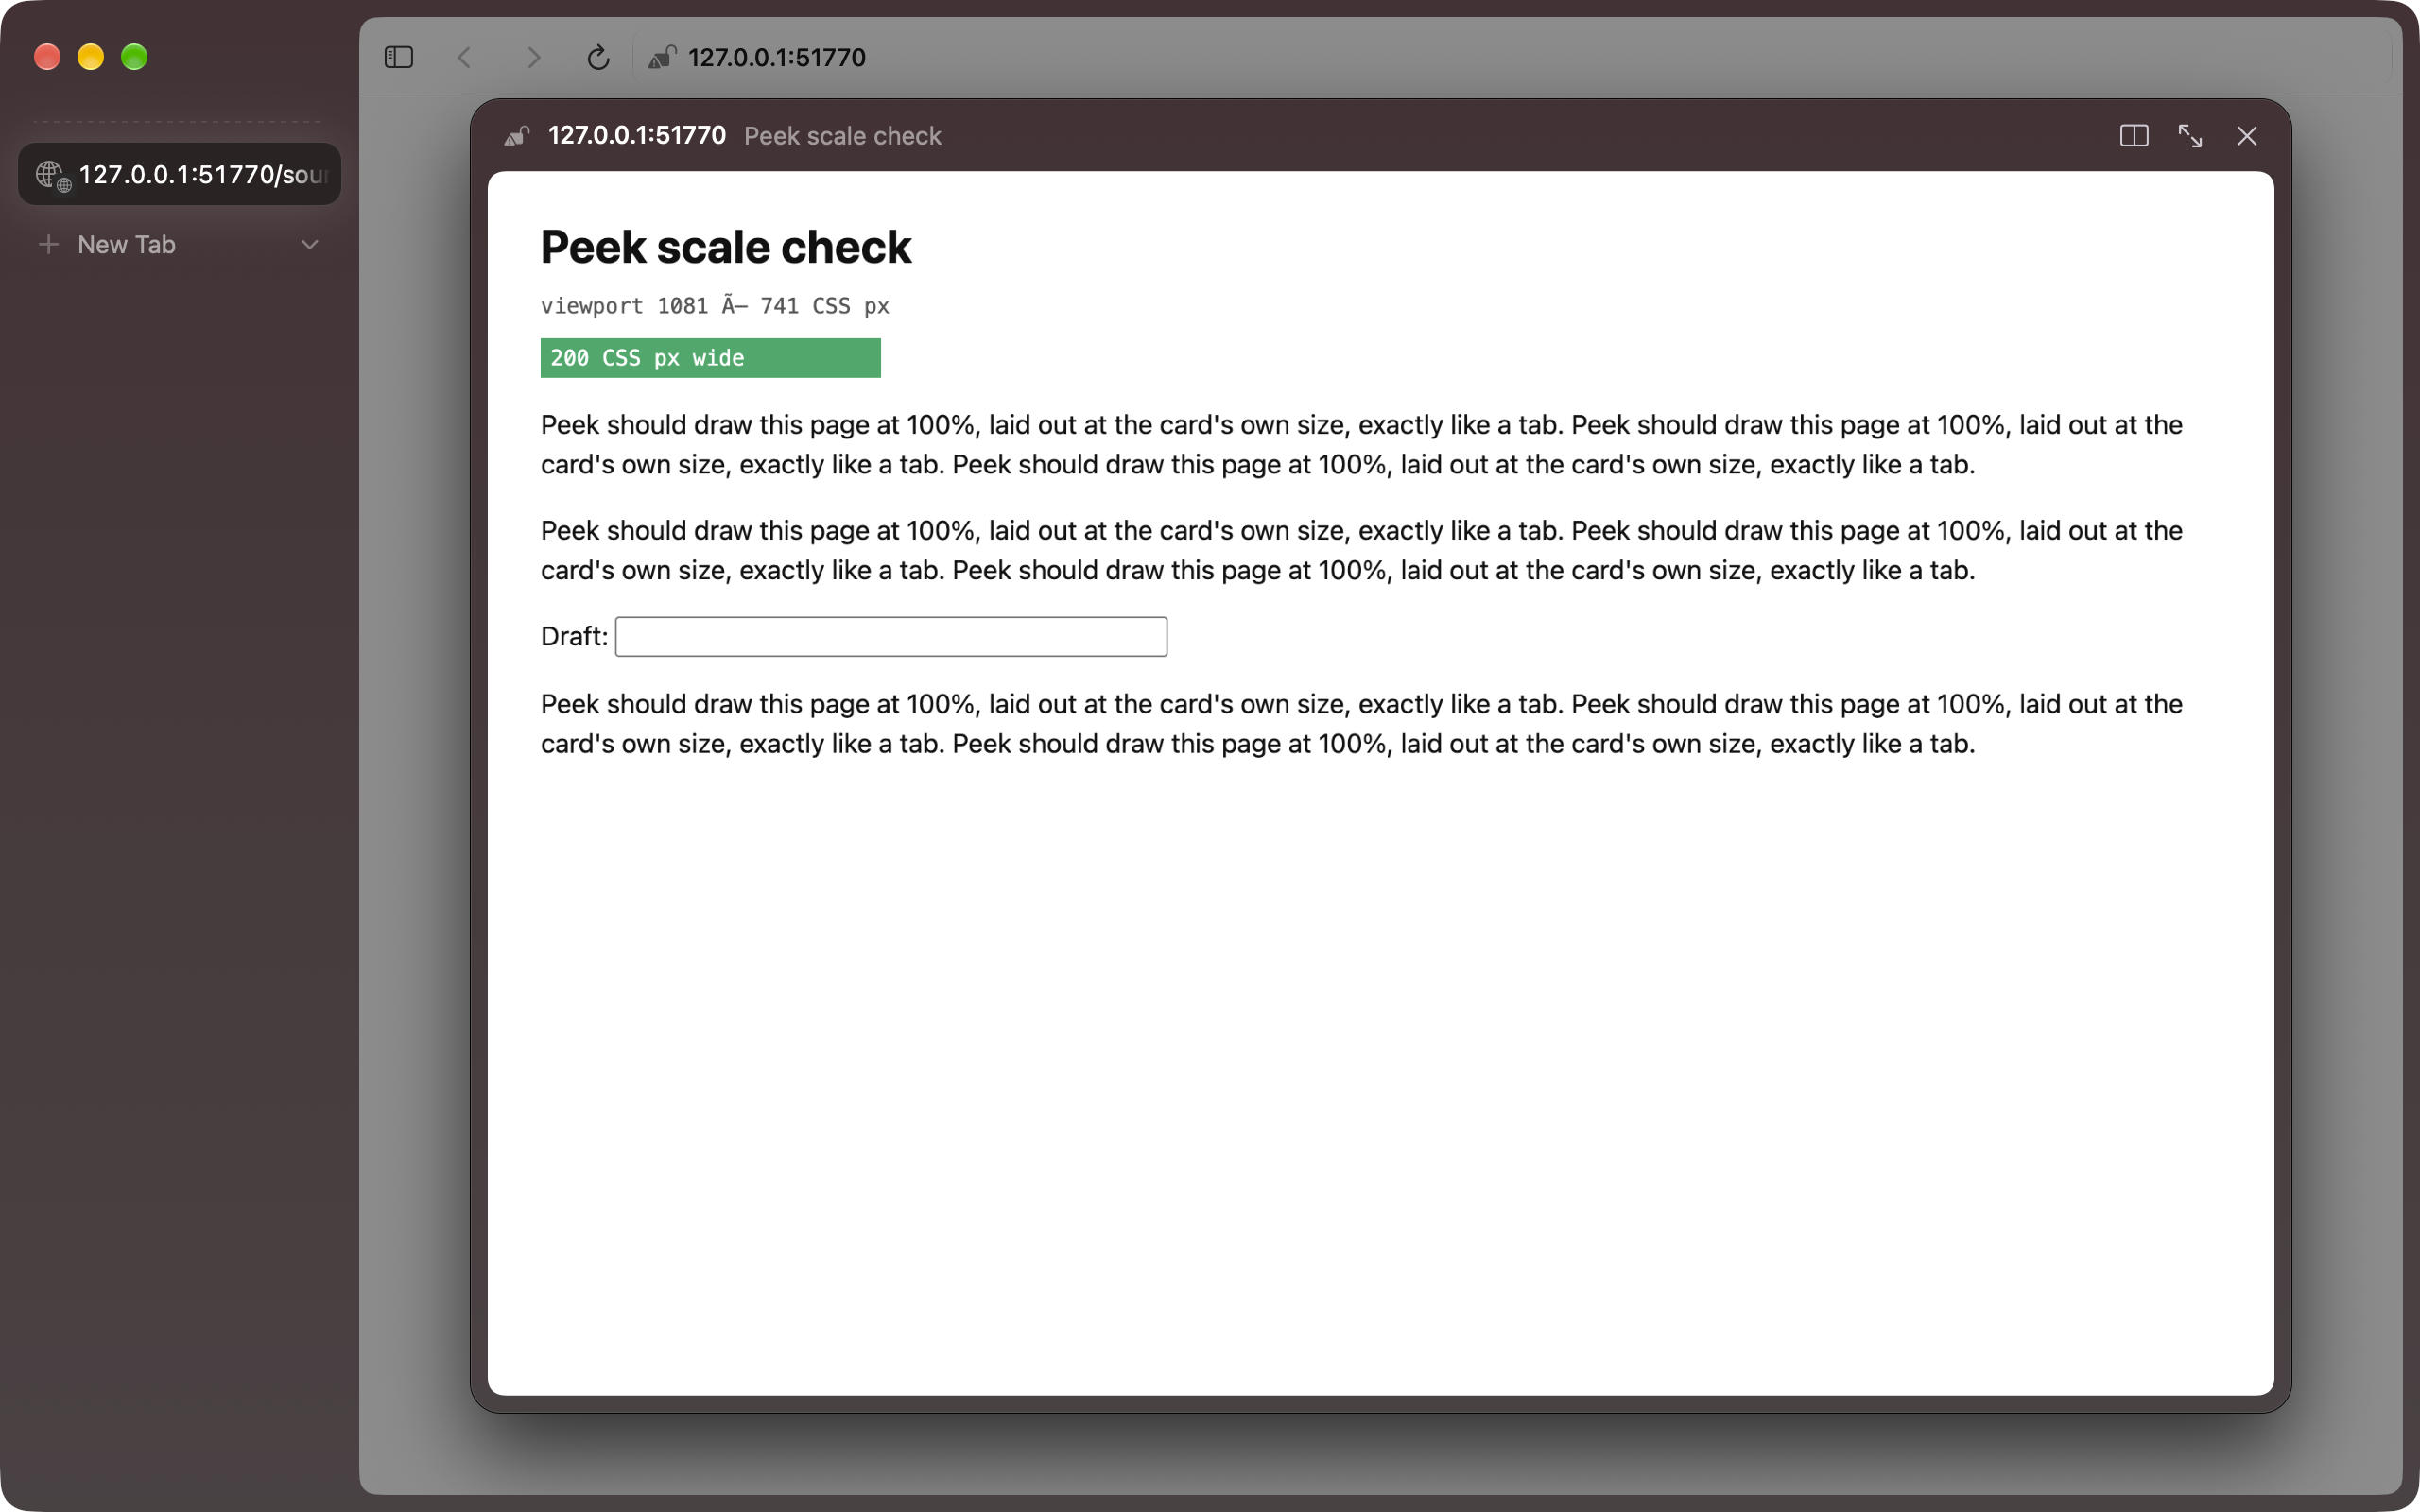 127.0.0.1:51770
127.0.0.1:51770/sour
New Tab
127.0.0.1:51770 Peek scale check
Peek scale check
viewport 1081 Ã— 741 CSS px
200 CSS px wide
Peek should draw this page at 100%, laid out at the card's own size, exactly like a tab. Peek should draw this page at 100%, laid out at the
card's own size, exactly like a tab. Peek should draw this page at 100%, laid out at the card's own size, exactly like a tab.
Peek should draw this page at 100%, laid out at the card's own size, exactly like a tab. Peek should draw this page at 100%, laid out at the
card's own size, exactly like a tab. Peek should draw this page at 100%, laid out at the card's own size, exactly like a tab.
Draft:
Peek should draw this page at 100%, laid out at the card's own size, exactly like a tab. Peek should draw this page at 100%, laid out at the
card's own size, exactly like a tab. Peek should draw this page at 100%, laid out at the card's own size, exactly like a tab.